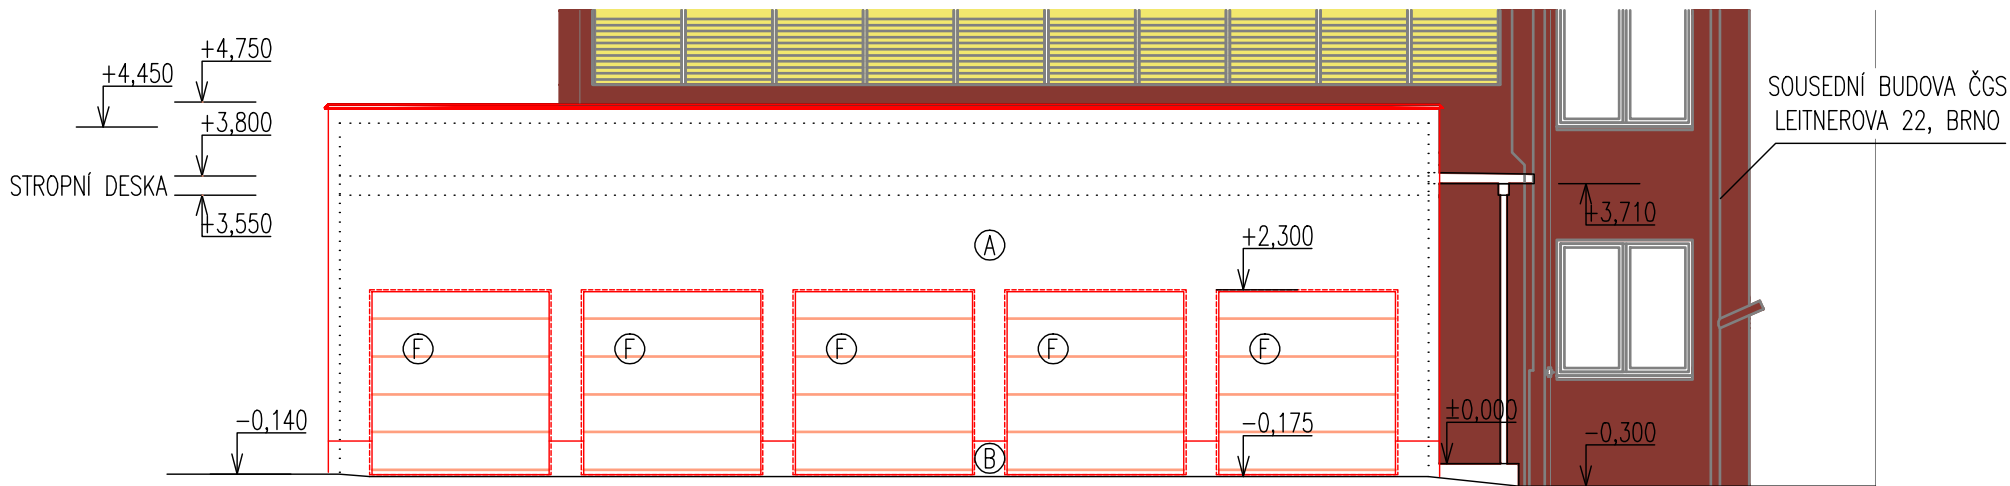 +4,750
+4,450
+3,800
STROPNÍ DESKA
+3,550
-0,140
A
+2,300
F
F
F
F
F
B
-0,175
±0,000
-0,300
+3,710
SOUSEDNÍ BUDOVA ČGS
LEITNEROVA 22, BRNO